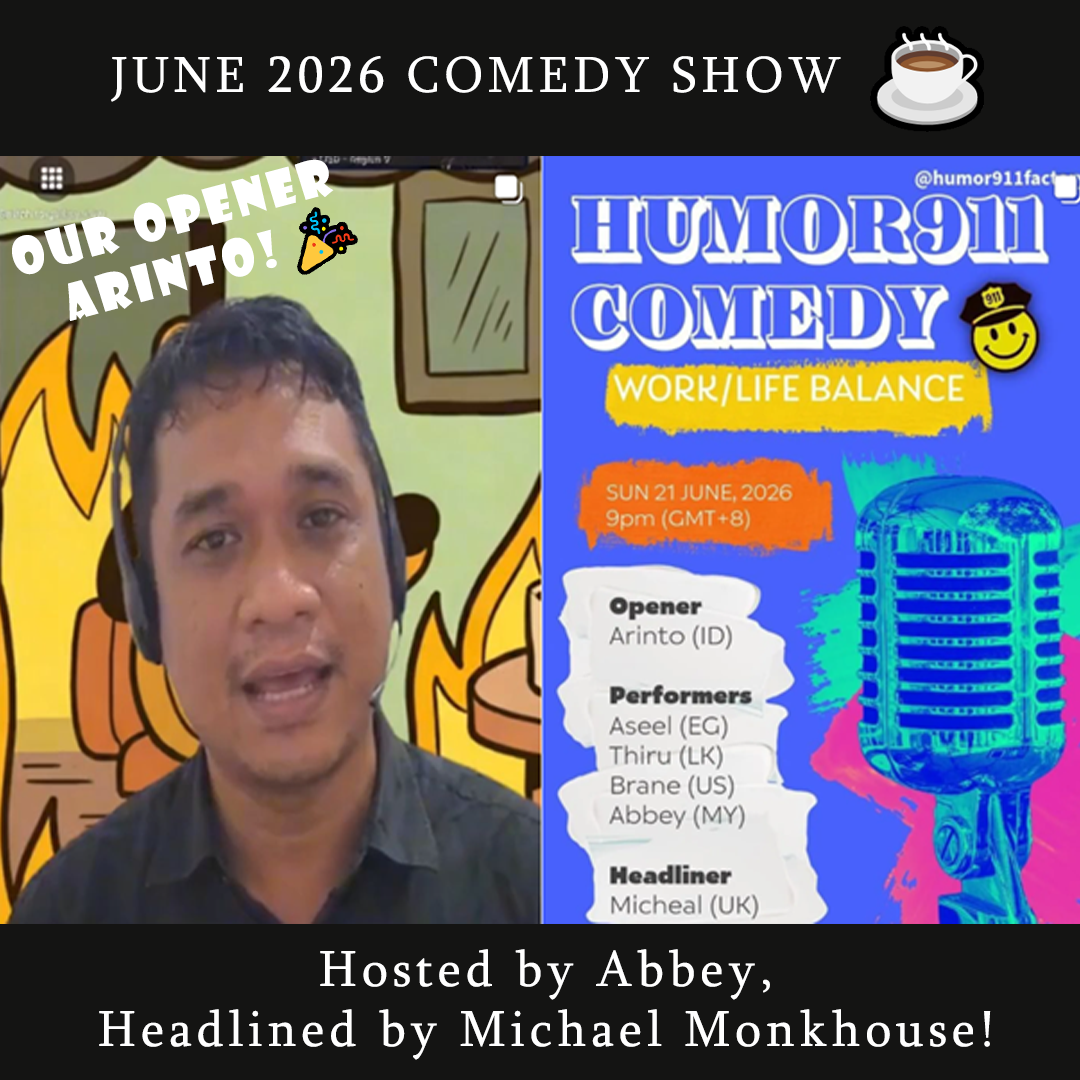 JUNE 2026 COMEDY SHOW
OUR OPENER
ARINTO!
@humor911fact
HUMOR911
COMEDY
911
WORK/LIFE BALANCE
SUN 21 JUNE, 2026
9pm (GMT+8)
Opener
Arinto (ID)
Performers
Aseel (EG)
Thiru (LK)
Brane (US)
Abbey (MY)
Headliner
Micheal (UK)
Hosted by Abbey,
Headlined by Michael Monkhouse!